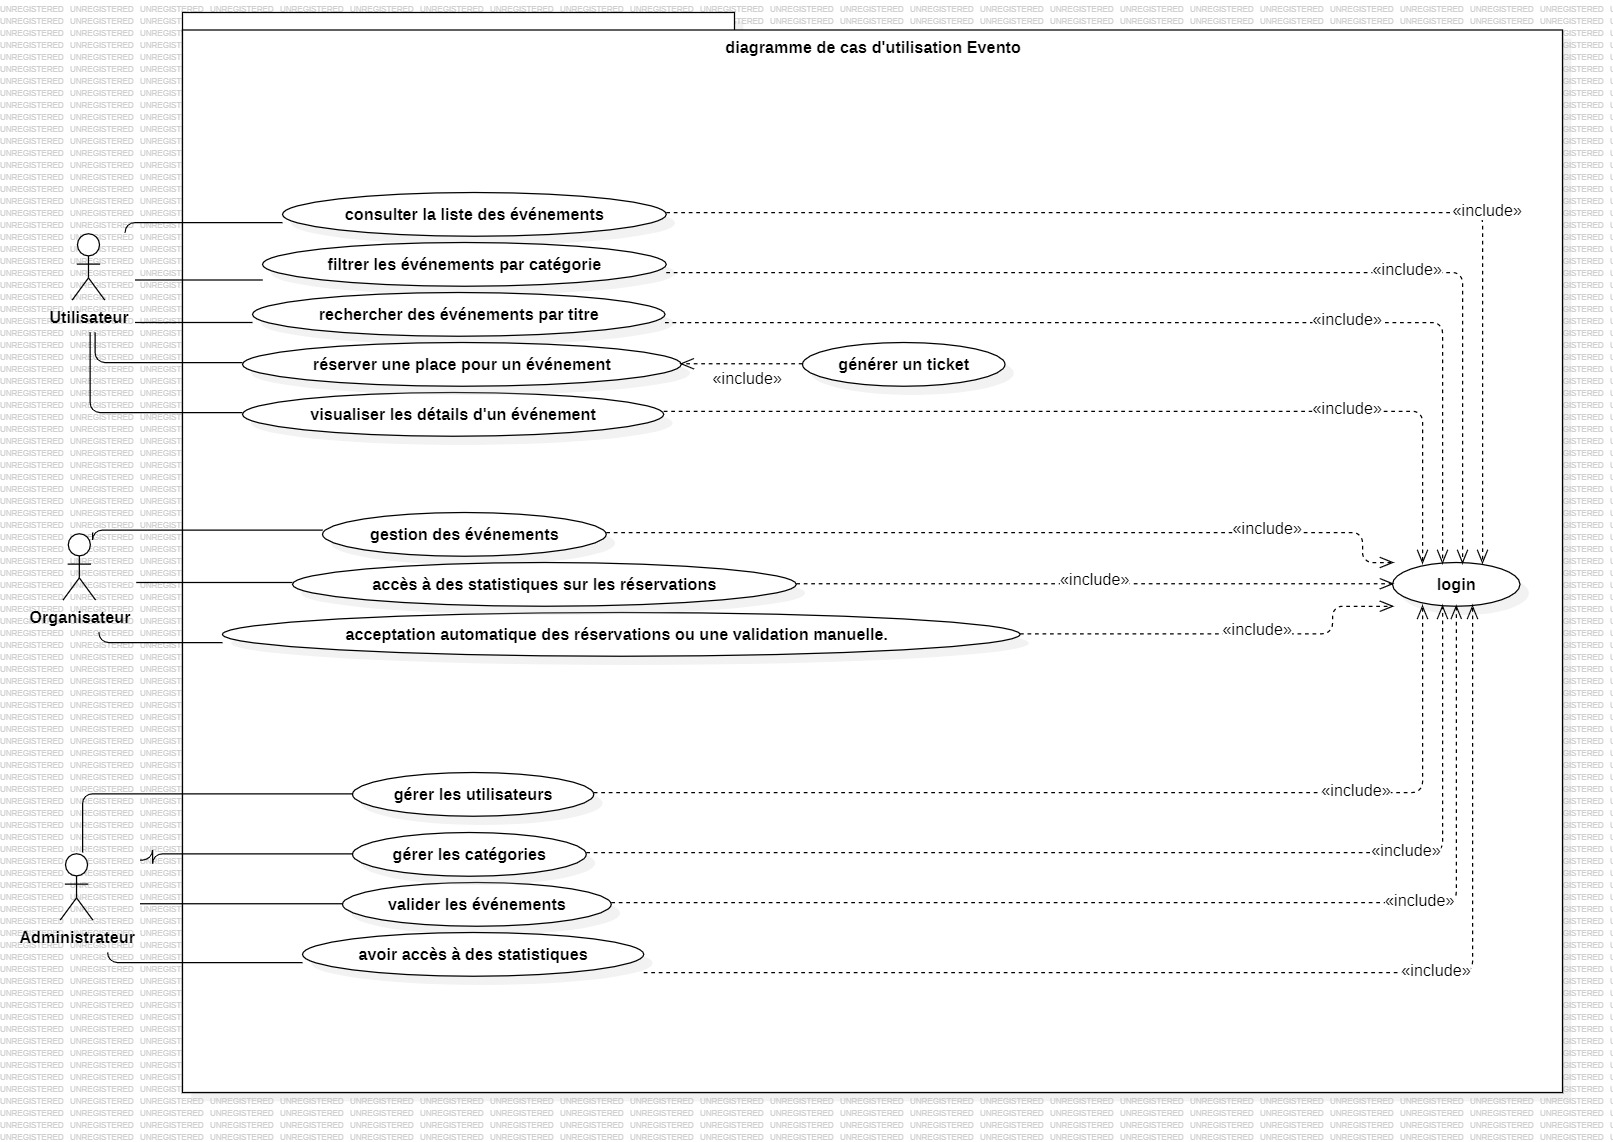 diagramme de cas d'utilisation Evento
consulter la liste des événements
«include»
filtrer les événements par catégorie
«include»
Utilisateur
rechercher des événements par titre
«include»
réserver une place pour un événement
«include»
générer un ticket
visualiser les détails d'un événement
«include»
gestion des événements
«include»
accès à des statistiques sur les réservations
«include»
login
Organisateur
acceptation automatique des réservations ou une validation manuelle.
«include»
gérer les utilisateurs
«include»
gérer les catégories
«include»
valider les événements
«include»
Administrateur
avoir accès à des statistiques
«include»
UNREGISTERED